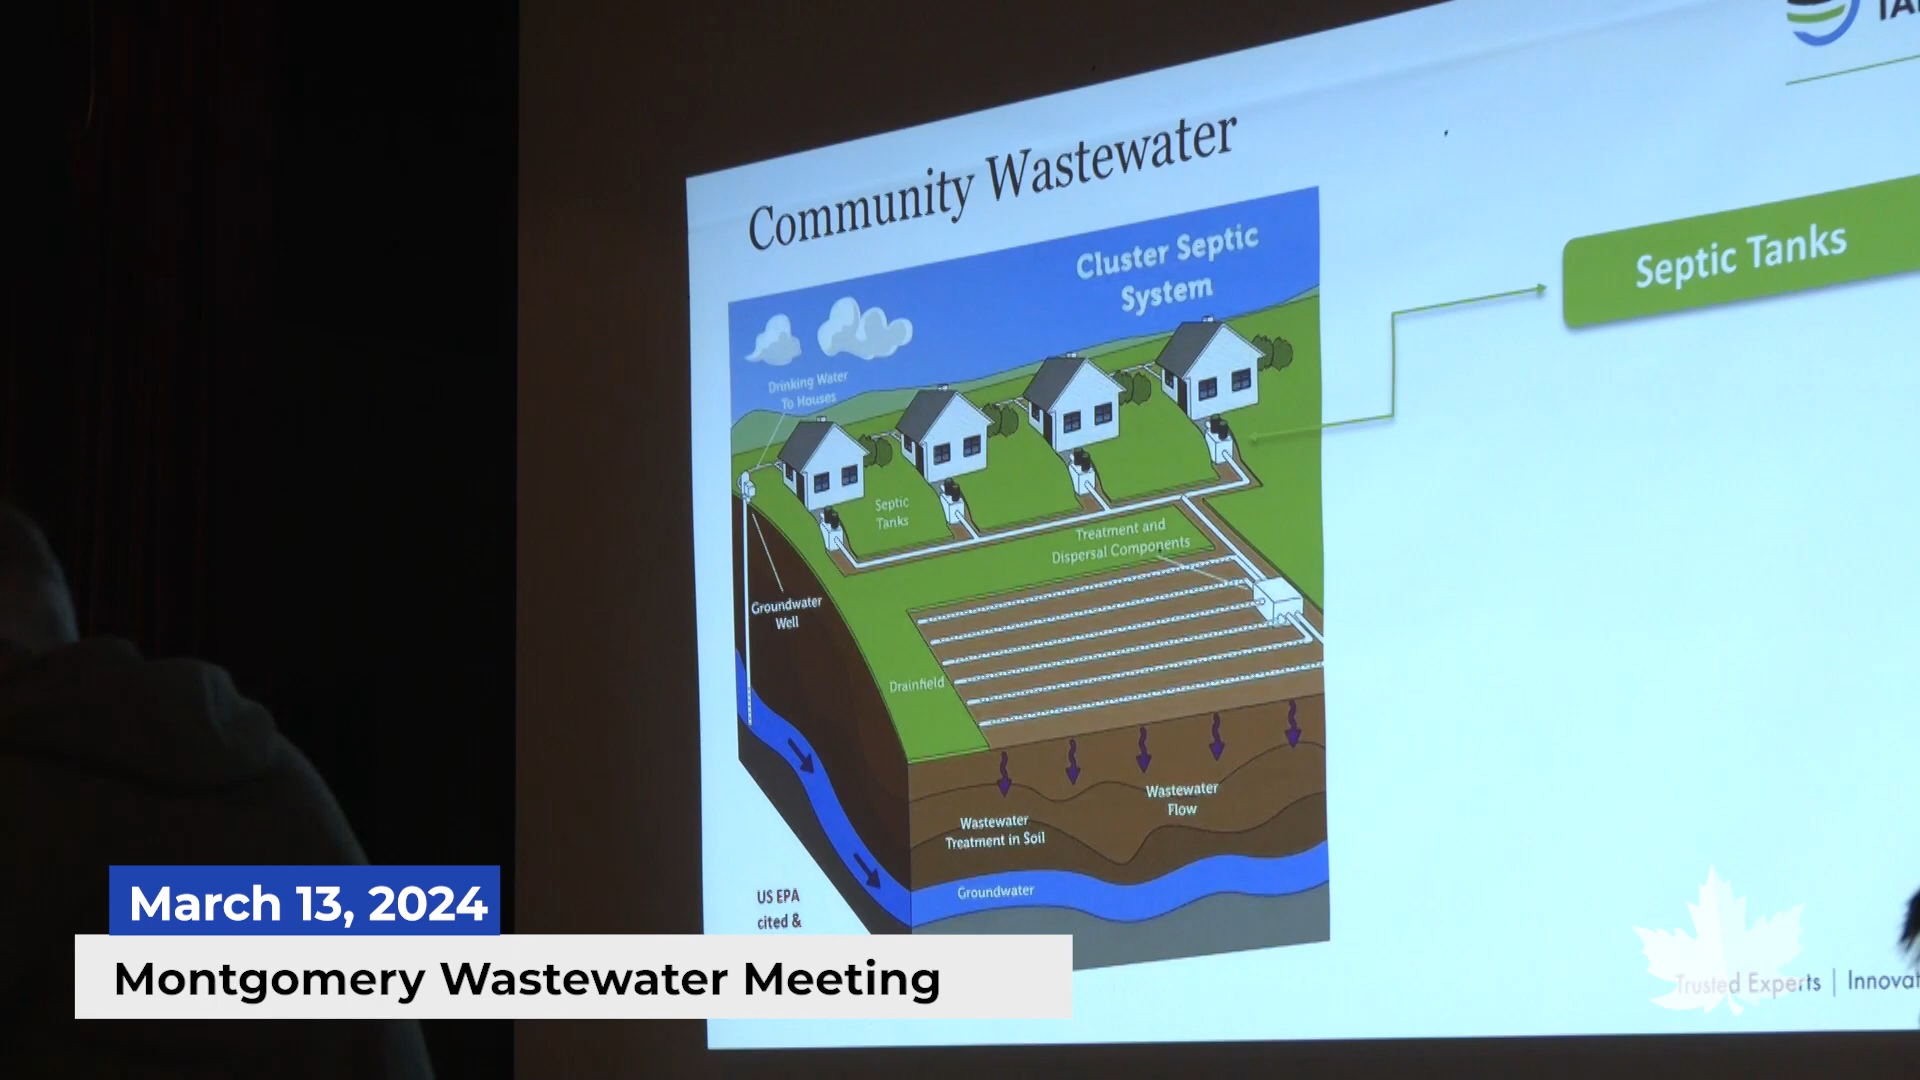 Community Wastewater
Cluster Septic
System
Septic Tanks
Drinking Water
To Houses
Septic
Tanks
Treatment and
Dispersal Components
Groundwater
Well
Drainfield
Wastewater
Flow
Wastewater
Treatment in Soil
Groundwater
US EPA
cited &
Trusted Experts |
March 13, 2024
Montgomery Wastewater Meeting